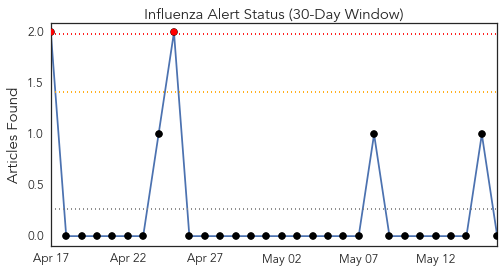 Influenza Alert Status (30-Day Window)
Articles Found
2.0
1.5
1.0
0.5
0.0
Apr 17
Apr 22
Apr 27
May 02
May 07
May 12